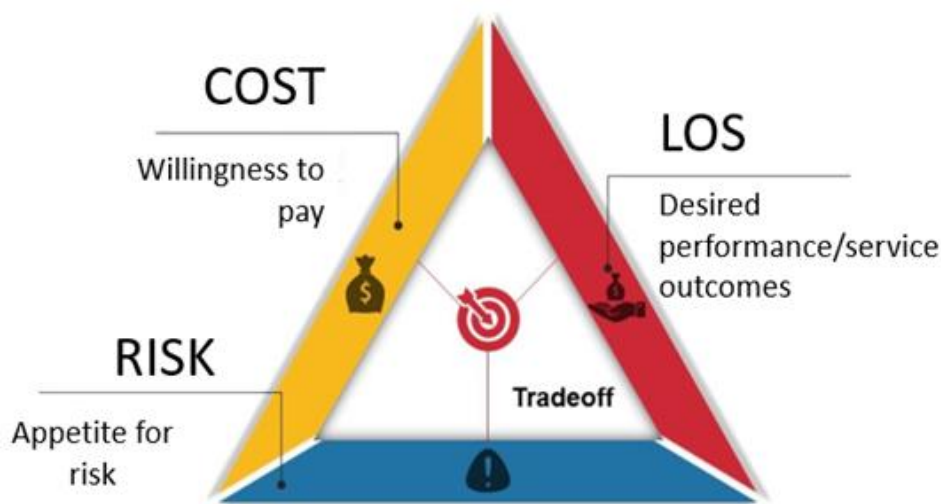 COST
Willingness to
pay
LOS
Desired
performance/service
outcomes
RISK
Appetite for
risk
Tradeoff
$
$
!